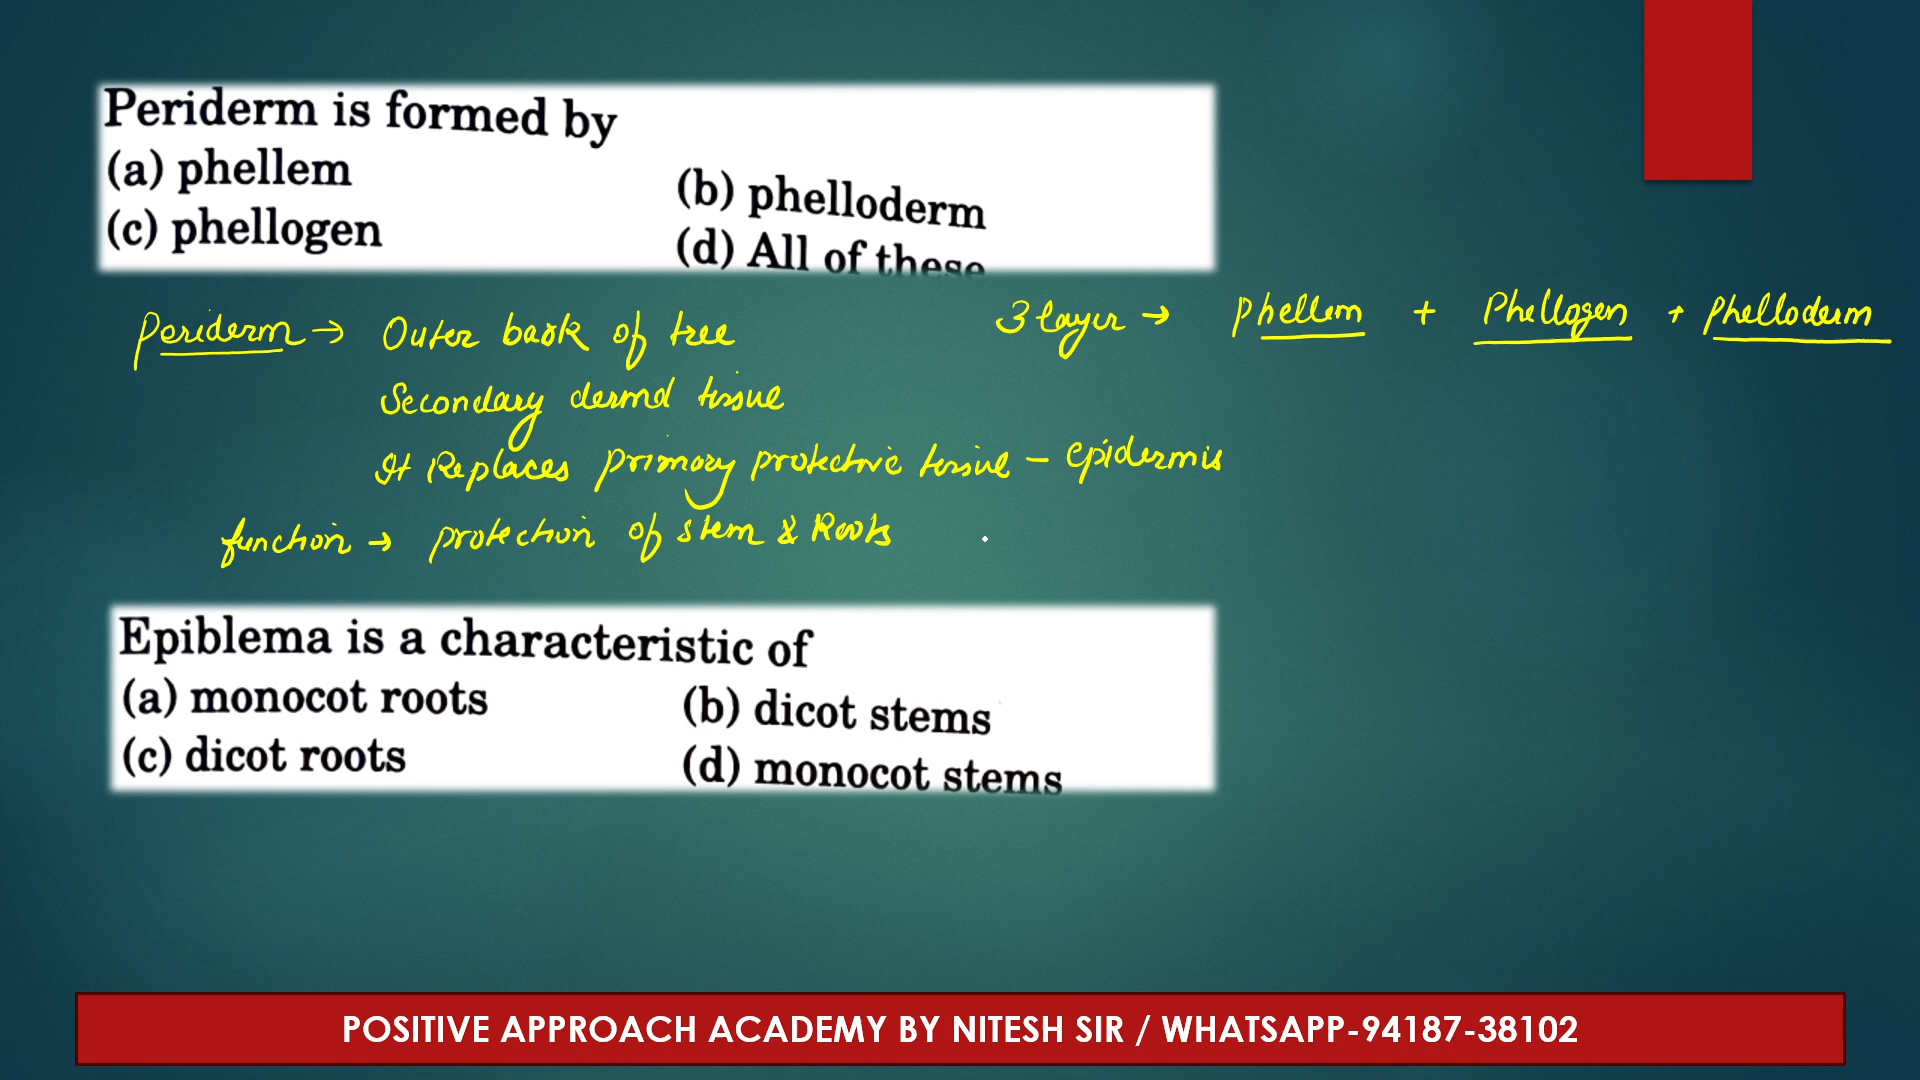 Periderm is formed by
(a) phellem (b) phelloderm
(c) phellogen (d) All of these
Periderm → Outer bark of tree
3 layer → Phellem + Phellogen + Phelloderm
Secondary dermal tissue
It Replaces primary protective tissue - epidermis
function → protection of stem & Roots
Epiblema is a characteristic of
(a) monocot roots (b) dicot stems
(c) dicot roots (d) monocot stems
POSITIVE APPROACH ACADEMY BY NITESH SIR / WHATSAPP-94187-38102